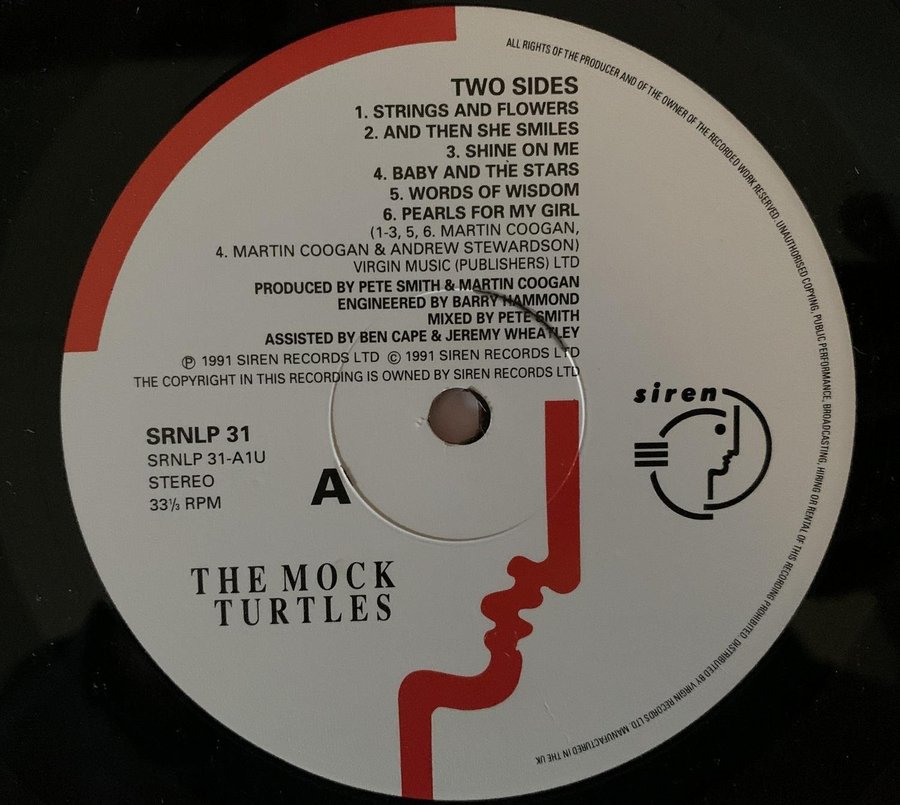 TWO SIDES
1. STRINGS AND FLOWERS
2. AND THEN SHE SMILES
3. SHINE ON ME
4. BABY AND THE STARS
5. WORDS OF WISDOM
6. PEARLS FOR MY GIRL
(1-3, 5, 6. MARTIN COOGAN,
4. MARTIN COOGAN & ANDREW STEWARDSON)
VIRGIN MUSIC (PUBLISHERS) LTD
PRODUCED BY PETE SMITH & MARTIN COOGAN
ENGINEERED BY BARRY HAMMOND
MIXED BY PETE SMITH
ASSISTED BY BEN CAPE & JEREMY WHEATLEY
Ⓟ 1991 SIREN RECORDS LTD © 1991 SIREN RECORDS LTD
THE COPYRIGHT IN THIS RECORDING IS OWNED BY SIREN RECORDS LTD
SRNLP 31
SRNLP 31-A1U
STEREO
33⅓ RPM
A
siren
THE MOCK
TURTLES
ALL RIGHTS OF THE PRODUCER AND OF THE OWNER OF THE RECORDED WORK RESERVED. UNAUTHORISED COPYING, PUBLIC PERFORMANCE, BROADCASTING, HIRING OR RENTAL OF THIS RECORDING PROHIBITED. DISTRIBUTED BY VIRGIN RECORDS LTD. MANUFACTURED IN THE UK